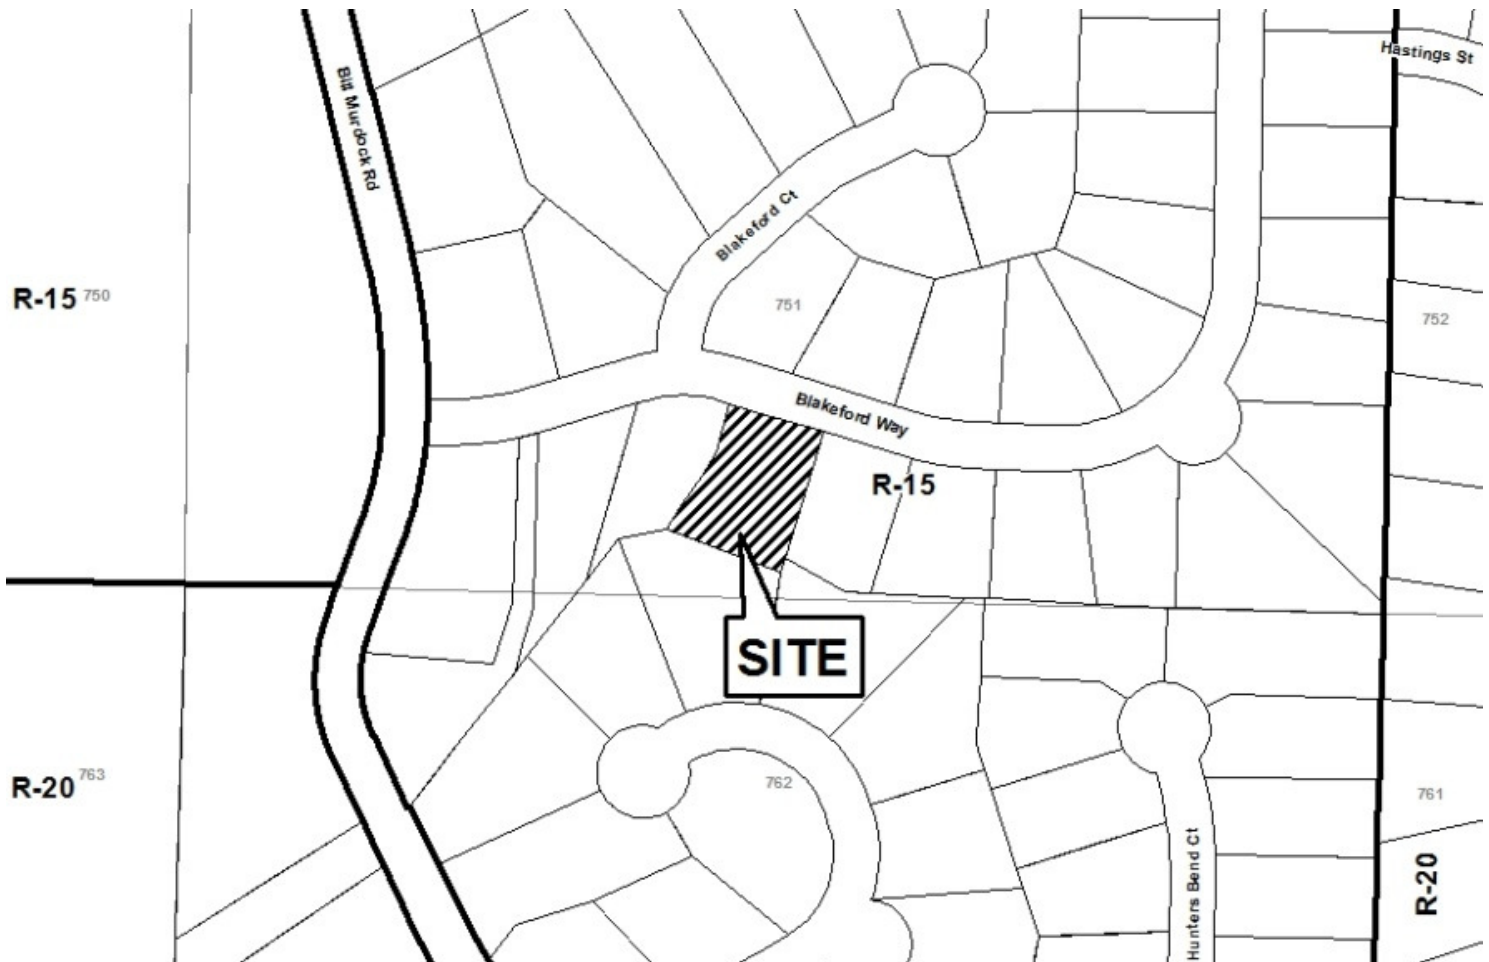 Hastings St
Bill Murdock Rd
Blakeford Ct
R-15 750
751
752
Blakeford Way
R-15
SITE
R-20 763
762
761
Hunters Bend Ct
R-20